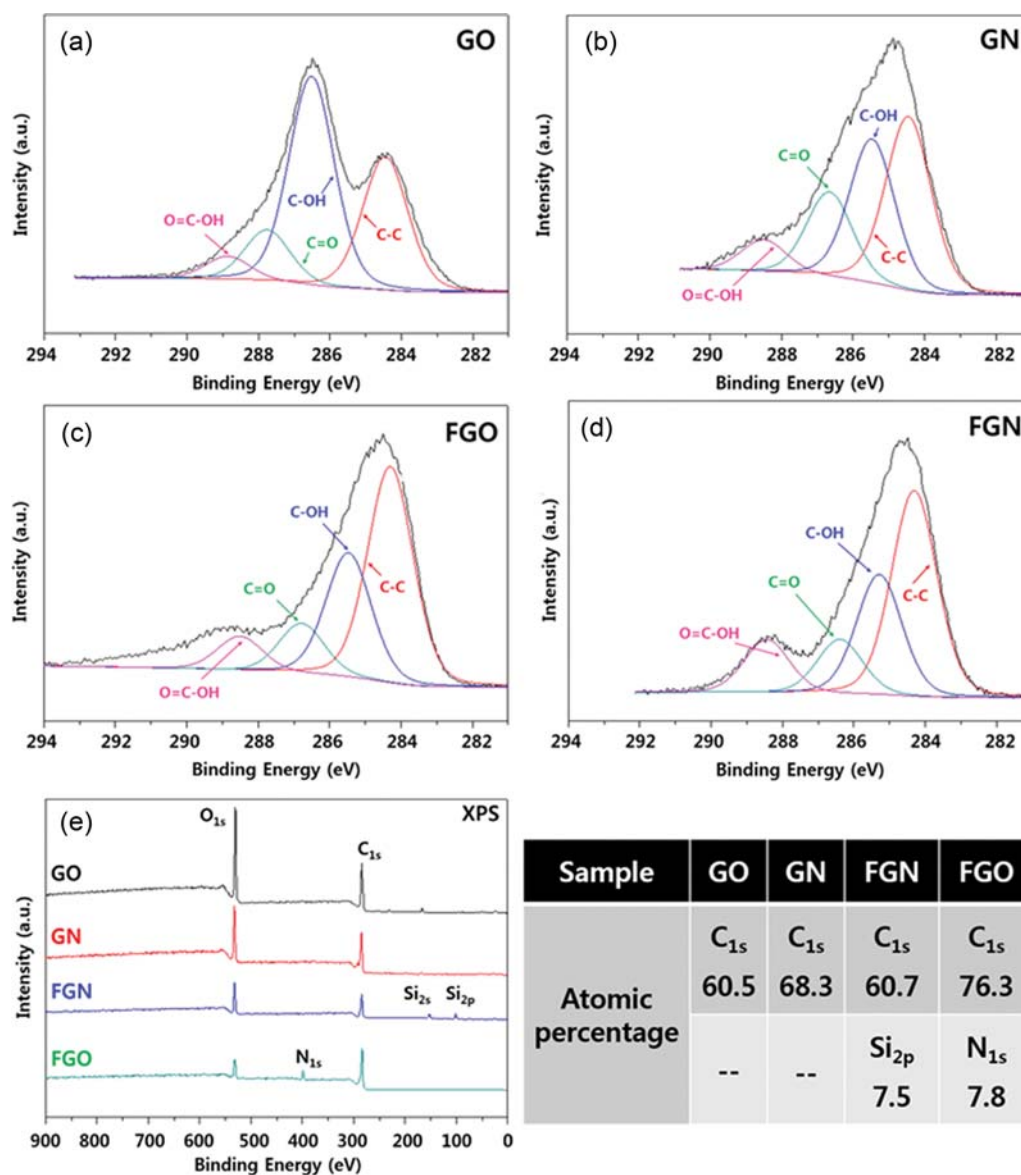 (a) GO
O=C-OH
C-OH
C=O
C-C
Intensity (a.u.)
294 292 290 288 286 284 282
Binding Energy (eV)
(b) GN
C-OH
C=O
C-C
O=C-OH
Intensity (a.u.)
294 292 290 288 286 284 282
Binding Energy (eV)
(c) FGO
C-OH
C=O
C-C
O=C-OH
Intensity (a.u.)
294 292 290 288 286 284 282
Binding Energy (eV)
(d) FGN
C-OH
C=O
C-C
O=C-OH
Intensity (a.u.)
294 292 290 288 286 284 282
Binding Energy (eV)
(e) XPS
O1s
C1s
GO
GN
FGN
Si2s Si2p
FGO
N1s
Intensity (a.u.)
900 800 700 600 500 400 300 200 100 0
Binding Energy (eV)
Sample GO GN FGN FGO
Atomic percentage
C1s C1s C1s C1s
60.5 68.3 60.7 76.3
-- -- Si2p N1s
7.5 7.8